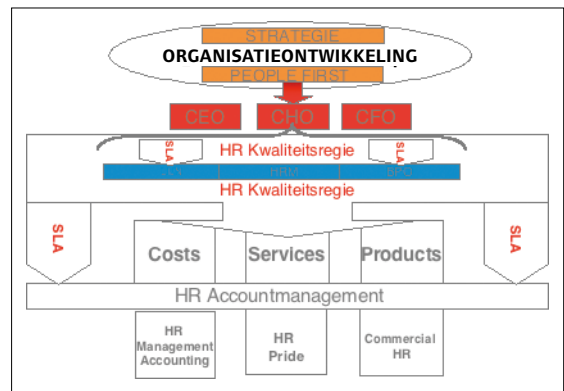 STRATEGIE
ORGANISATIEONTWIKKELING
PEOPLE FIRST
CEO CHO CFO
SLA HR Kwaliteitsregie SLA
HRM BPO
HR Kwaliteitsregie
SLA SLA
Costs Services Products
HR Accountmanagement
HR Management Accounting
HR Pride
Commercial HR